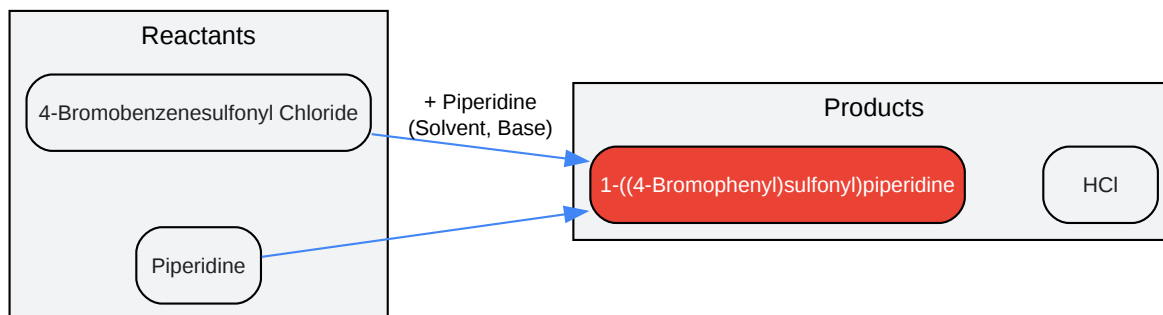 Reactants
4-Bromobenzenesulfonyl Chloride
Piperidine
+ Piperidine
(Solvent, Base)
Products
1-((4-Bromophenyl)sulfonyl)piperidine
HCl